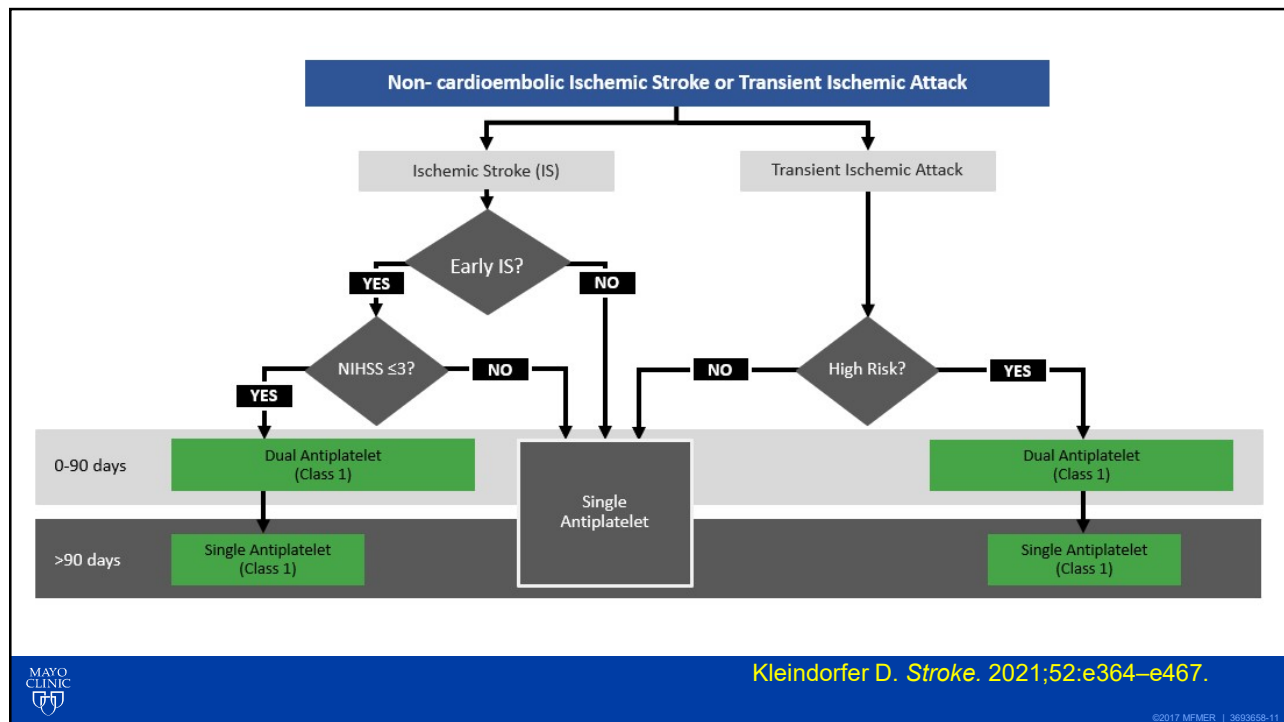 Non- cardioembolic Ischemic Stroke or Transient Ischemic Attack
Ischemic Stroke (IS)
Transient Ischemic Attack
Early IS?
YES
NO
NIHSS ≤3?
NO
YES
NO
High Risk?
YES
0-90 days
Dual Antiplatelet
(Class 1)
Single
Antiplatelet
Dual Antiplatelet
(Class 1)
>90 days
Single Antiplatelet
(Class 1)
Single Antiplatelet
(Class 1)
MAYO
CLINIC
Kleindorfer D. Stroke. 2021;52:e364–e467.
©2017 MFMER | 3693658-11